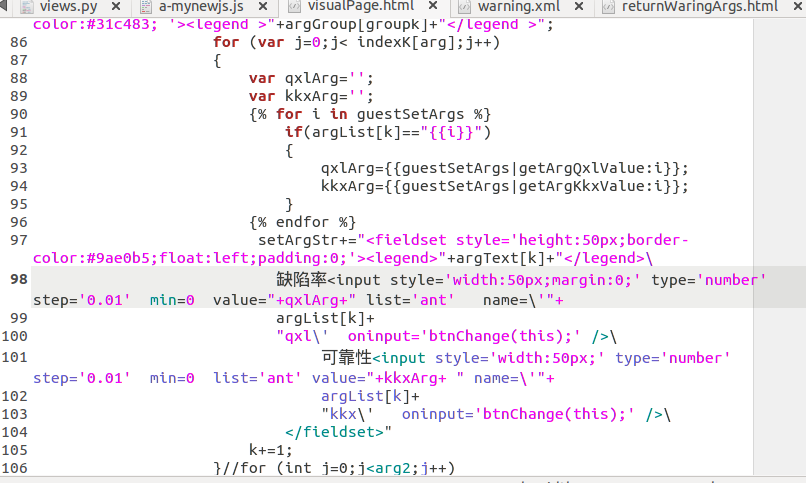 views.py × a-mynewjs.js × visualPage.html × warning.xml × returnWaringArgs.html ×
color:#31c483; '><legend >"+argGroup[groupk]+"</legend >";
86 for (var j=0;j< indexK[arg];j++)
87 {
88 var qxlArg='';
89 var kkxArg='';
90 {% for i in guestSetArgs %}
91 if(argList[k]=="{{i}}")
92 {
93 qxlArg={{guestSetArgs|getArgQxlValue:i}};
94 kkxArg={{guestSetArgs|getArgKkxValue:i}};
95 }
96 {% endfor %}
97 setArgStr+="<fieldset style='height:50px;border-
color:#9ae0b5;float:left;padding:0;'><legend>"+argText[k]+"</legend>\
98 缺陷率<input style='width:50px;margin:0;' type='number'
step='0.01' min=0 value="+qxlArg+" list='ant' name=\'"+
99 argList[k]+
100 "qxl\' oninput='btnChange(this);' />\
101 可靠性<input style='width:50px;' type='number'
step='0.01' min=0 list='ant' value="+kkxArg+ " name=\'"+
102 argList[k]+
103 "kkx\' oninput='btnChange(this);' />\
104 </fieldset>"
105 k+=1;
106 }//for (int j=0;j<arg2;j++)